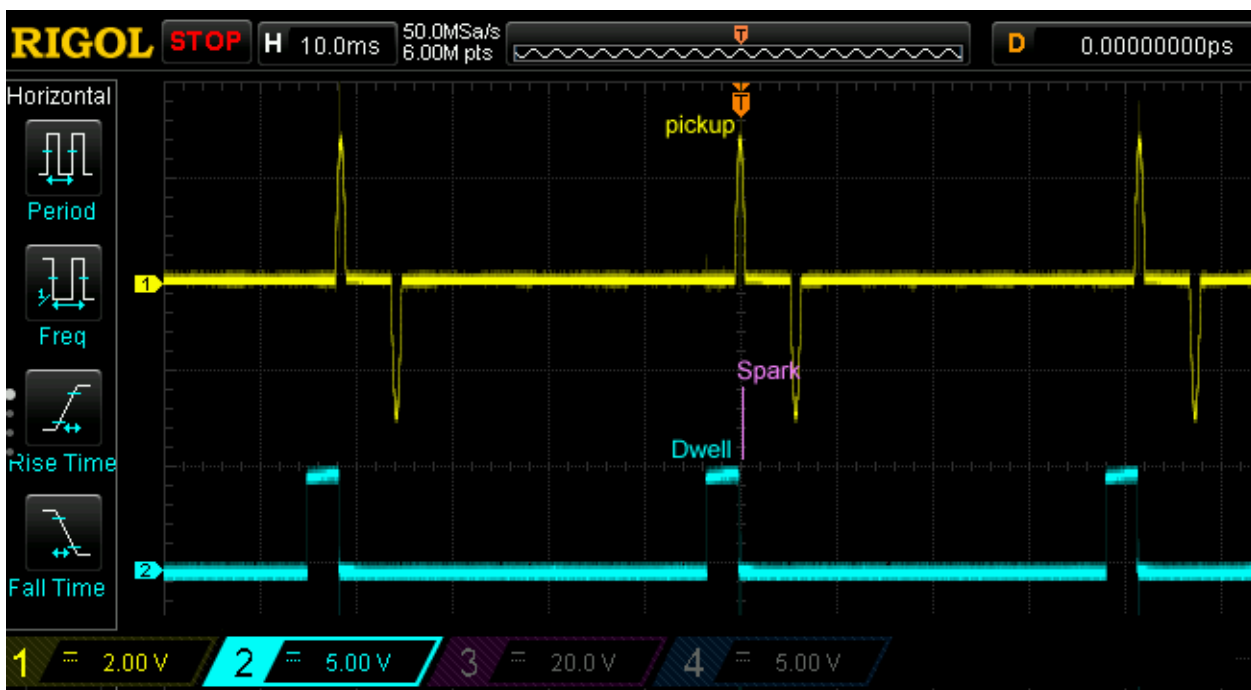 RIGOL STOP H 10.0ms 50.0MSa/s 6.00M pts T D 0.00000000ps
Horizontal
T
pickup
Period
1
Freq
Spark
Dwell
Rise Time
2
Fall Time
1 = 2.00 V 2 = 5.00 V 3 = 20.0 V 4 = 5.00 V